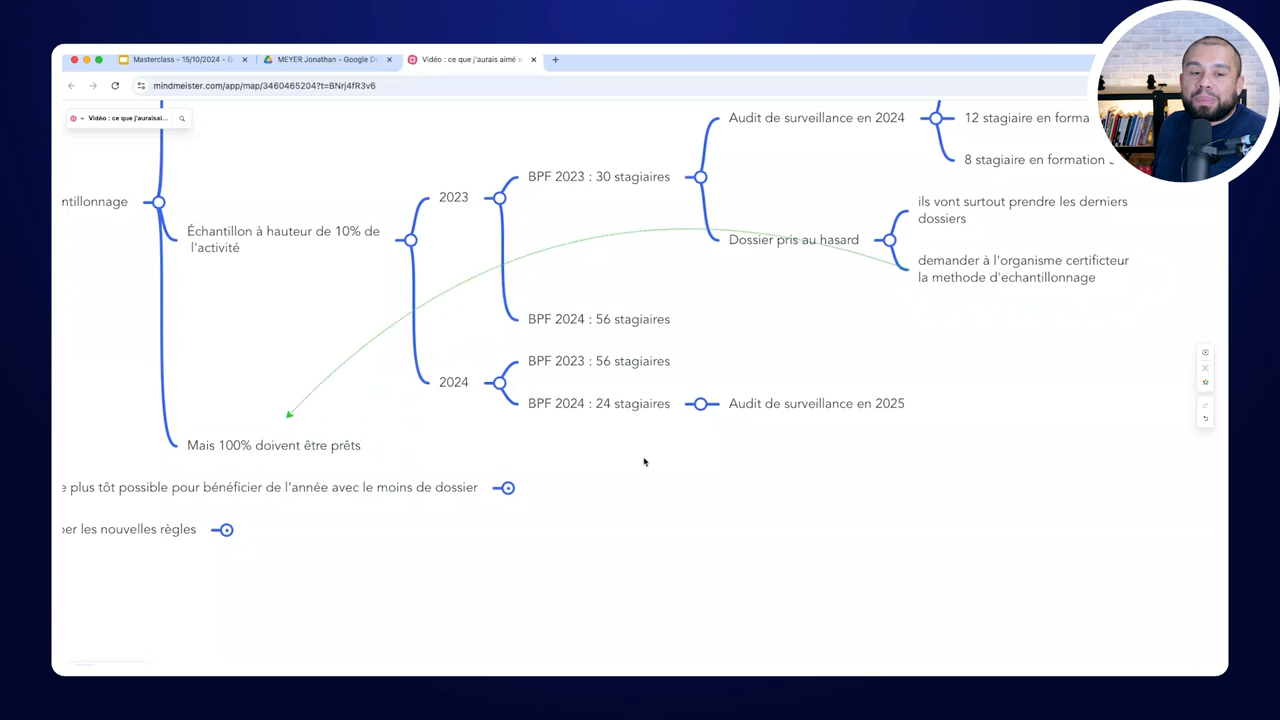 Masterclass - 15/10/2024 - G
MEYER Jonathan - Google D
Vidéo : ce que j'aurais aimé s
mindmeister.com/app/map/3460465204?t=BNrj4fR3v6
Vidéo : ce que j'auraisai...
Audit de surveillance en 2024
12 stagiaire en forma
8 stagiaire en formation
BPF 2023 : 30 stagiaires
2023
ntillonnage
Échantillon à hauteur de 10% de
l'activité
Dossier pris au hasard
ils vont surtout prendre les derniers
dossiers
demander à l'organisme certificteur
la methode d'echantillonnage
BPF 2024 : 56 stagiaires
BPF 2023 : 56 stagiaires
2024
BPF 2024 : 24 stagiaires
Audit de surveillance en 2025
Mais 100% doivent être prêts
e plus tôt possible pour bénéficier de l'année avec le moins de dossier
per les nouvelles règles